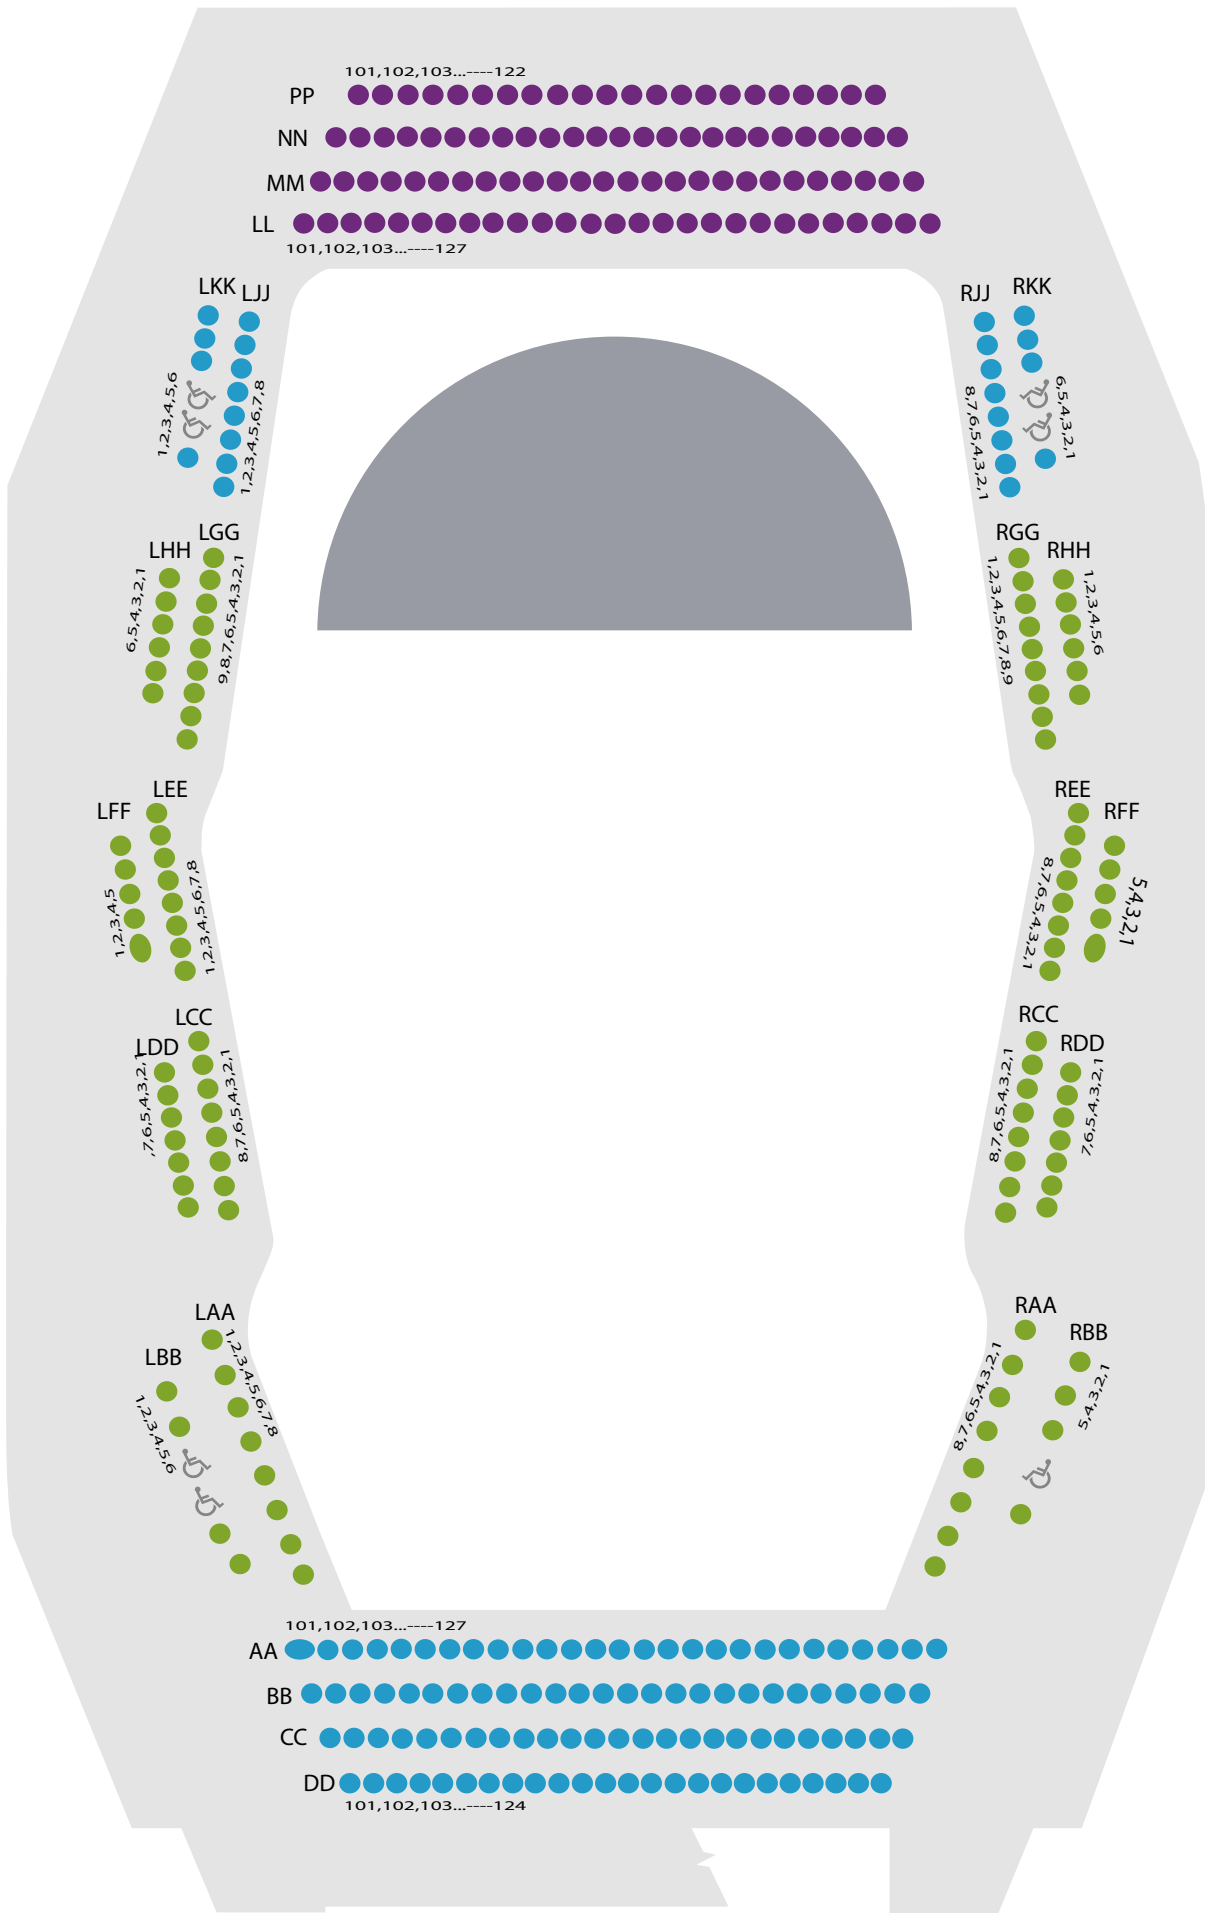 101,102,103...----122
PP
NN
MM
LL
101,102,103...----127
LKK
LJJ
RJJ
RKK
1,2,3,4,5,6
1,2,3,4,5,6,7,8
8,7,6,5,4,3,2,1
6,5,4,3,2,1
LGG
LHH
RGG
RHH
6,5,4,3,2,1
9,8,7,6,5,4,3,2,1
1,2,3,4,5,6,7,8,9
1,2,3,4,5,6
LEE
LFF
REE
RFF
1,2,3,4,5
1,2,3,4,5,6,7,8
8,7,6,5,4,3,2,1
5,4,3,2,1
LCC
LDD
RCC
RDD
,7,6,5,4,3,2,1
8,7,6,5,4,3,2,1
8,7,6,5,4,3,2,1
7,6,5,4,3,2,1
LAA
LBB
RAA
RBB
1,2,3,4,5,6
1,2,3,4,5,6,7,8
8,7,6,5,4,3,2,1
5,4,3,2,1
101,102,103...----127
AA
BB
CC
DD
101,102,103...----124